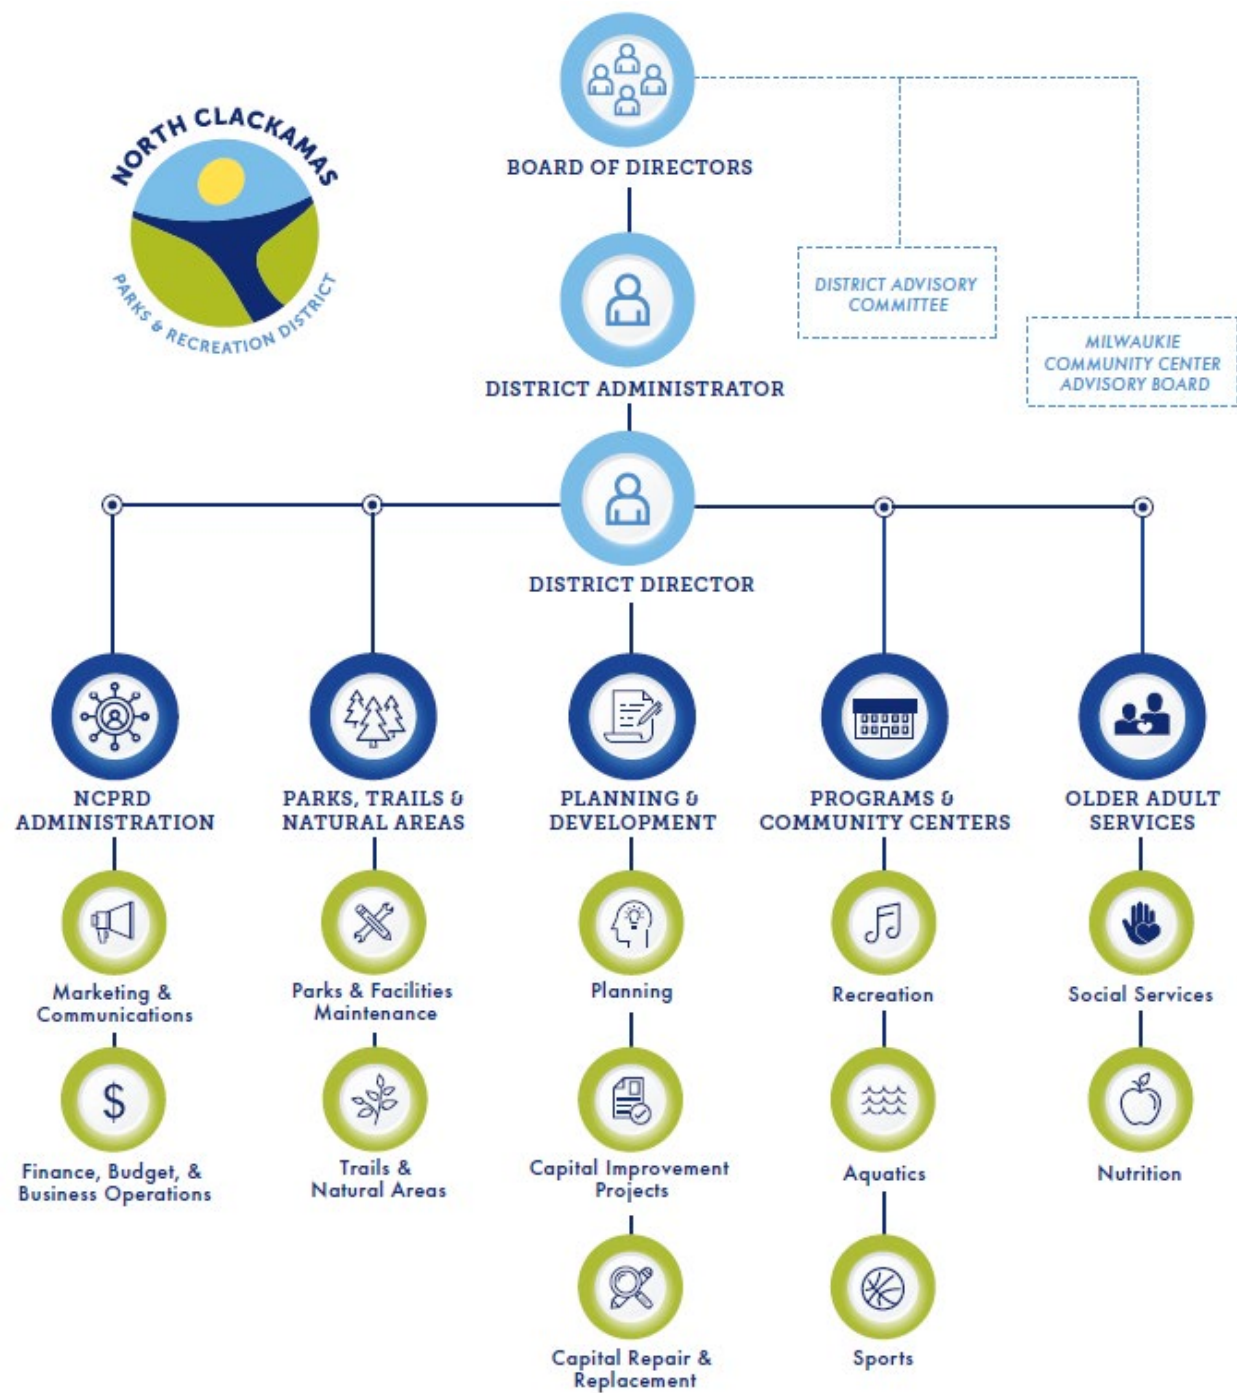 NORTH CLACKAMAS
PARKS & RECREATION DISTRICT
BOARD OF DIRECTORS
DISTRICT ADVISORY
COMMITTEE
MILWAUKIE
COMMUNITY CENTER
ADVISORY BOARD
DISTRICT ADMINISTRATOR
DISTRICT DIRECTOR
NCPRD
ADMINISTRATION
PARKS, TRAILS &
NATURAL AREAS
PLANNING &
DEVELOPMENT
PROGRAMS &
COMMUNITY CENTERS
OLDER ADULT
SERVICES
Marketing &
Communications
Parks & Facilities
Maintenance
Planning
Recreation
Social Services
$
Finance, Budget, &
Business Operations
Trails &
Natural Areas
Capital Improvement
Projects
Aquatics
Nutrition
Capital Repair &
Replacement
Sports